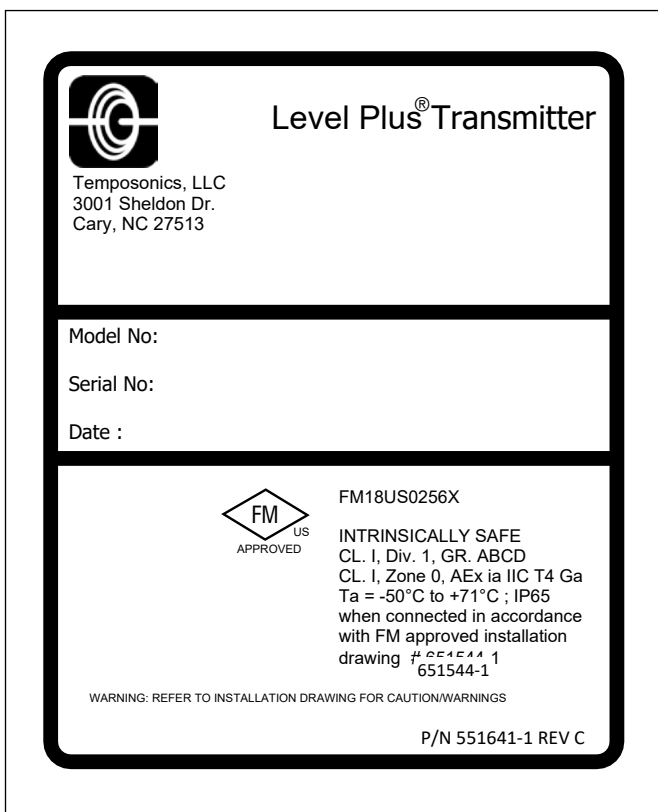 Level Plus® Transmitter
Temposonics, LLC
3001 Sheldon Dr.
Cary, NC 27513
Model No:
Serial No:
Date :
FM
US
APPROVED
FM18US0256X
INTRINSICALLY SAFE
CL. I, Div. 1, GR. ABCD
CL. I, Zone 0, AEx ia IIC T4 Ga
Ta = -50°C to +71°C ; IP65
when connected in accordance
with FM approved installation
drawing # 651544-1
651544-1
WARNING: REFER TO INSTALLATION DRAWING FOR CAUTION/WARNINGS
P/N 551641-1 REV C